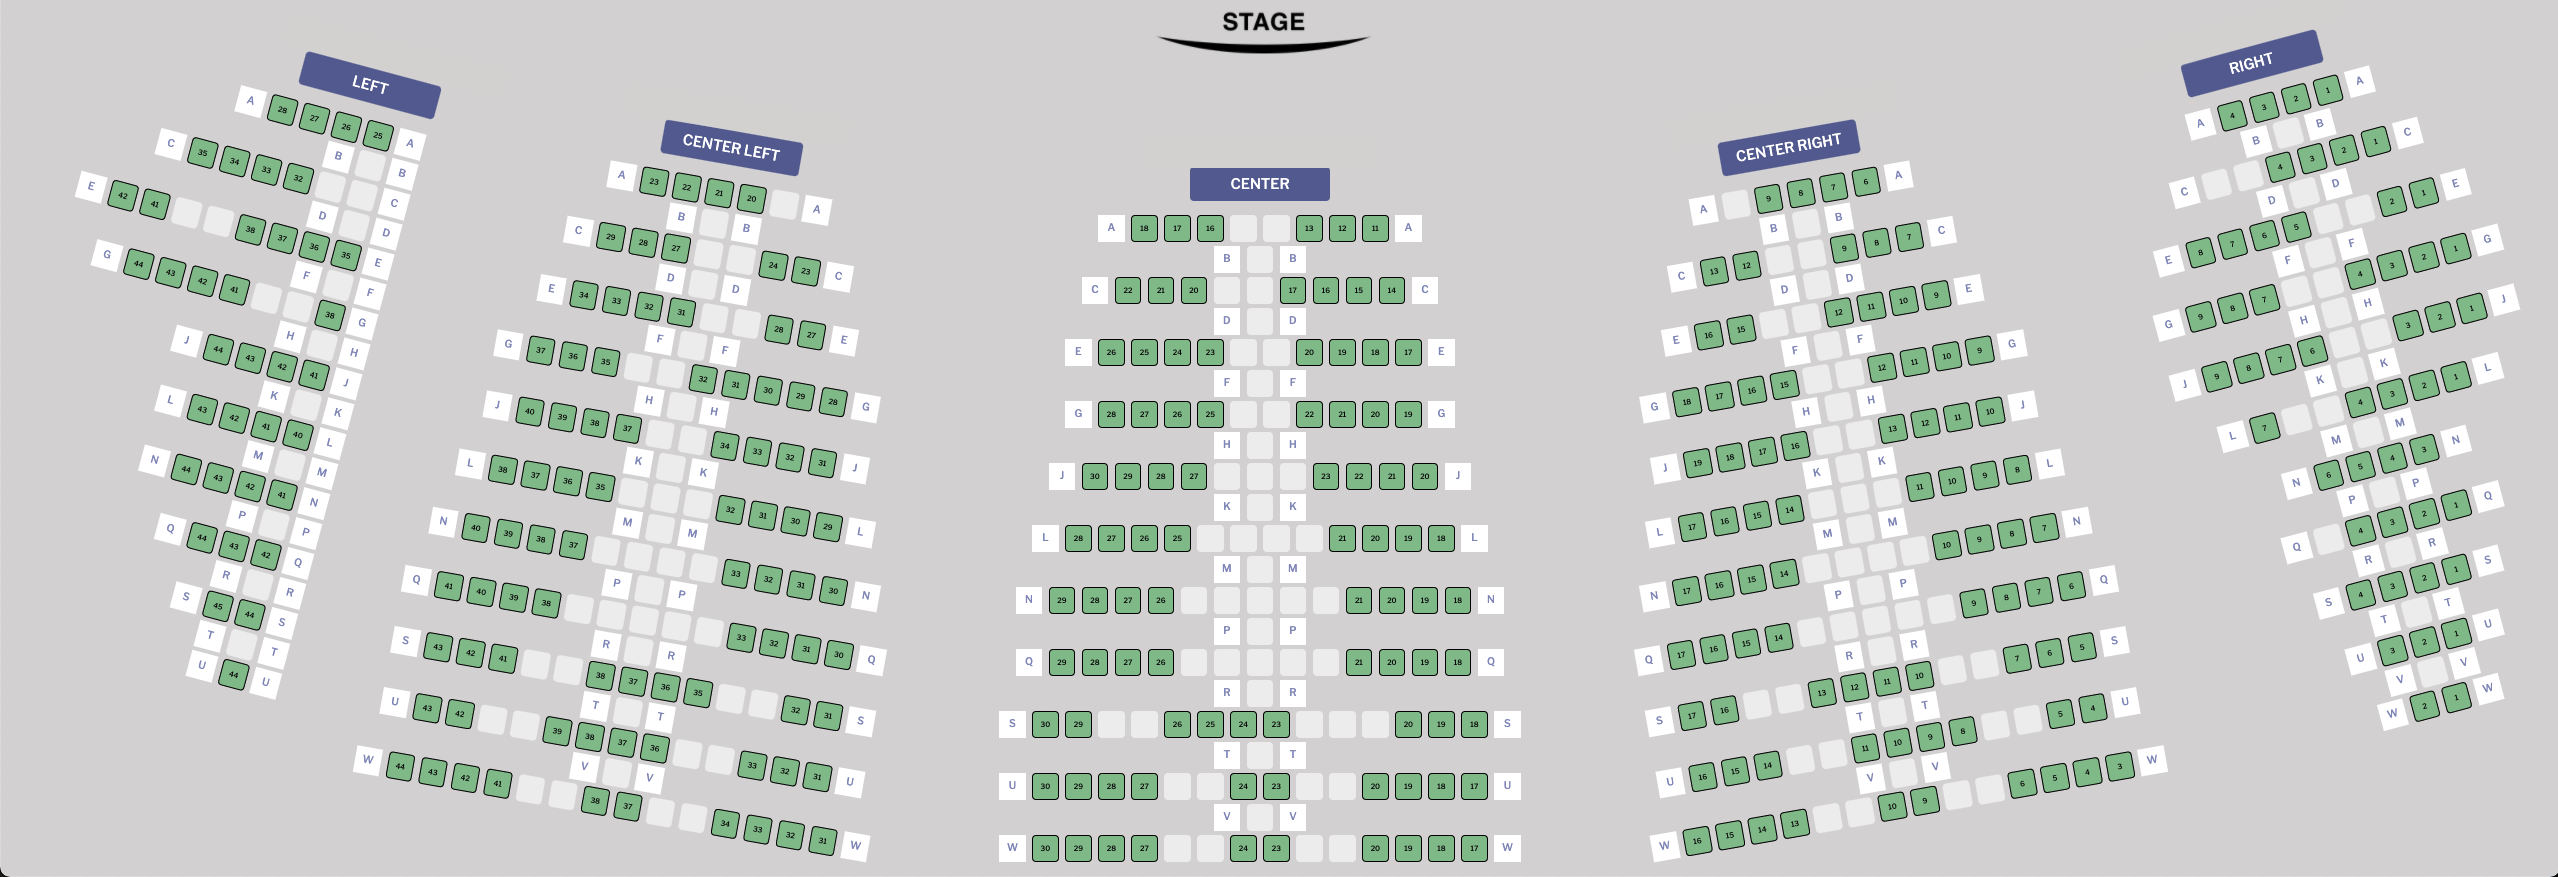 STAGE
LEFT
A 28 27 26 25 A
B B
C 35 34 33 32 C
D D
E 42 41 38 37 36 35 E
F F
G 44 43 42 41 38 G
H H
J 44 43 42 41 J
K K
L 43 42 41 40 L
M M
N 44 43 42 41 N
P P
Q 44 43 42 Q
R R
S 45 44 S
T T
U 44 U
CENTER LEFT
A 23 22 21 20 A
B B
C 29 28 27 24 23 C
D D
E 34 33 32 31 28 27 E
F F
G 37 36 35 32 31 30 29 28 G
H H
J 40 39 38 37 34 33 32 31 J
K K
L 38 37 36 35 32 31 30 29 L
M M
N 40 39 38 37 33 32 31 30 N
P P
Q 41 40 39 38 33 32 31 30 Q
R R
S 43 42 41 38 37 36 35 32 31 S
T T
U 43 42 39 38 37 36 33 32 31 U
V V
W 44 43 42 41 38 37 34 33 32 31 W
CENTER
A 18 17 16 13 12 11 A
B B
C 22 21 20 17 16 15 14 C
D D
E 26 25 24 23 20 19 18 17 E
F F
G 28 27 26 25 22 21 20 19 G
H H
J 30 29 28 27 23 22 21 20 J
K K
L 28 27 26 25 21 20 19 18 L
M M
N 29 28 27 26 21 20 19 18 N
P P
Q 29 28 27 26 21 20 19 18 Q
R R
S 30 29 26 25 24 23 20 19 18 S
T T
U 30 29 28 27 24 23 20 19 18 17 U
V V
W 30 29 28 27 24 23 20 19 18 17 W
CENTER RIGHT
A 9 8 7 6 A
B B
C 13 12 9 8 7 C
D D
E 16 15 12 11 10 9 E
F F
G 18 17 16 15 12 11 10 9 G
H H
J 19 18 17 16 13 12 11 10 J
K K
L 17 16 15 14 11 10 9 8 L
M M
N 17 16 15 14 10 9 8 7 N
P P
Q 17 16 15 14 9 8 7 6 Q
R R
S 17 16 13 12 11 10 7 6 5 S
T T
U 16 15 14 11 10 9 8 5 4 U
V V
W 16 15 14 13 10 9 6 5 4 3 W
RIGHT
A 4 3 2 1 A
B B
C 4 3 2 1 C
D D
E 8 7 6 5 2 1 E
F F
G 9 8 7 4 3 2 1 G
H H
J 9 8 7 6 3 2 1 J
K K
L 7 4 3 2 1 L
M M
N 6 5 4 3 N
P P
Q 4 3 2 1 Q
R R
S 4 3 2 1 S
T T
U 3 2 1 U
V V
W 2 1 W